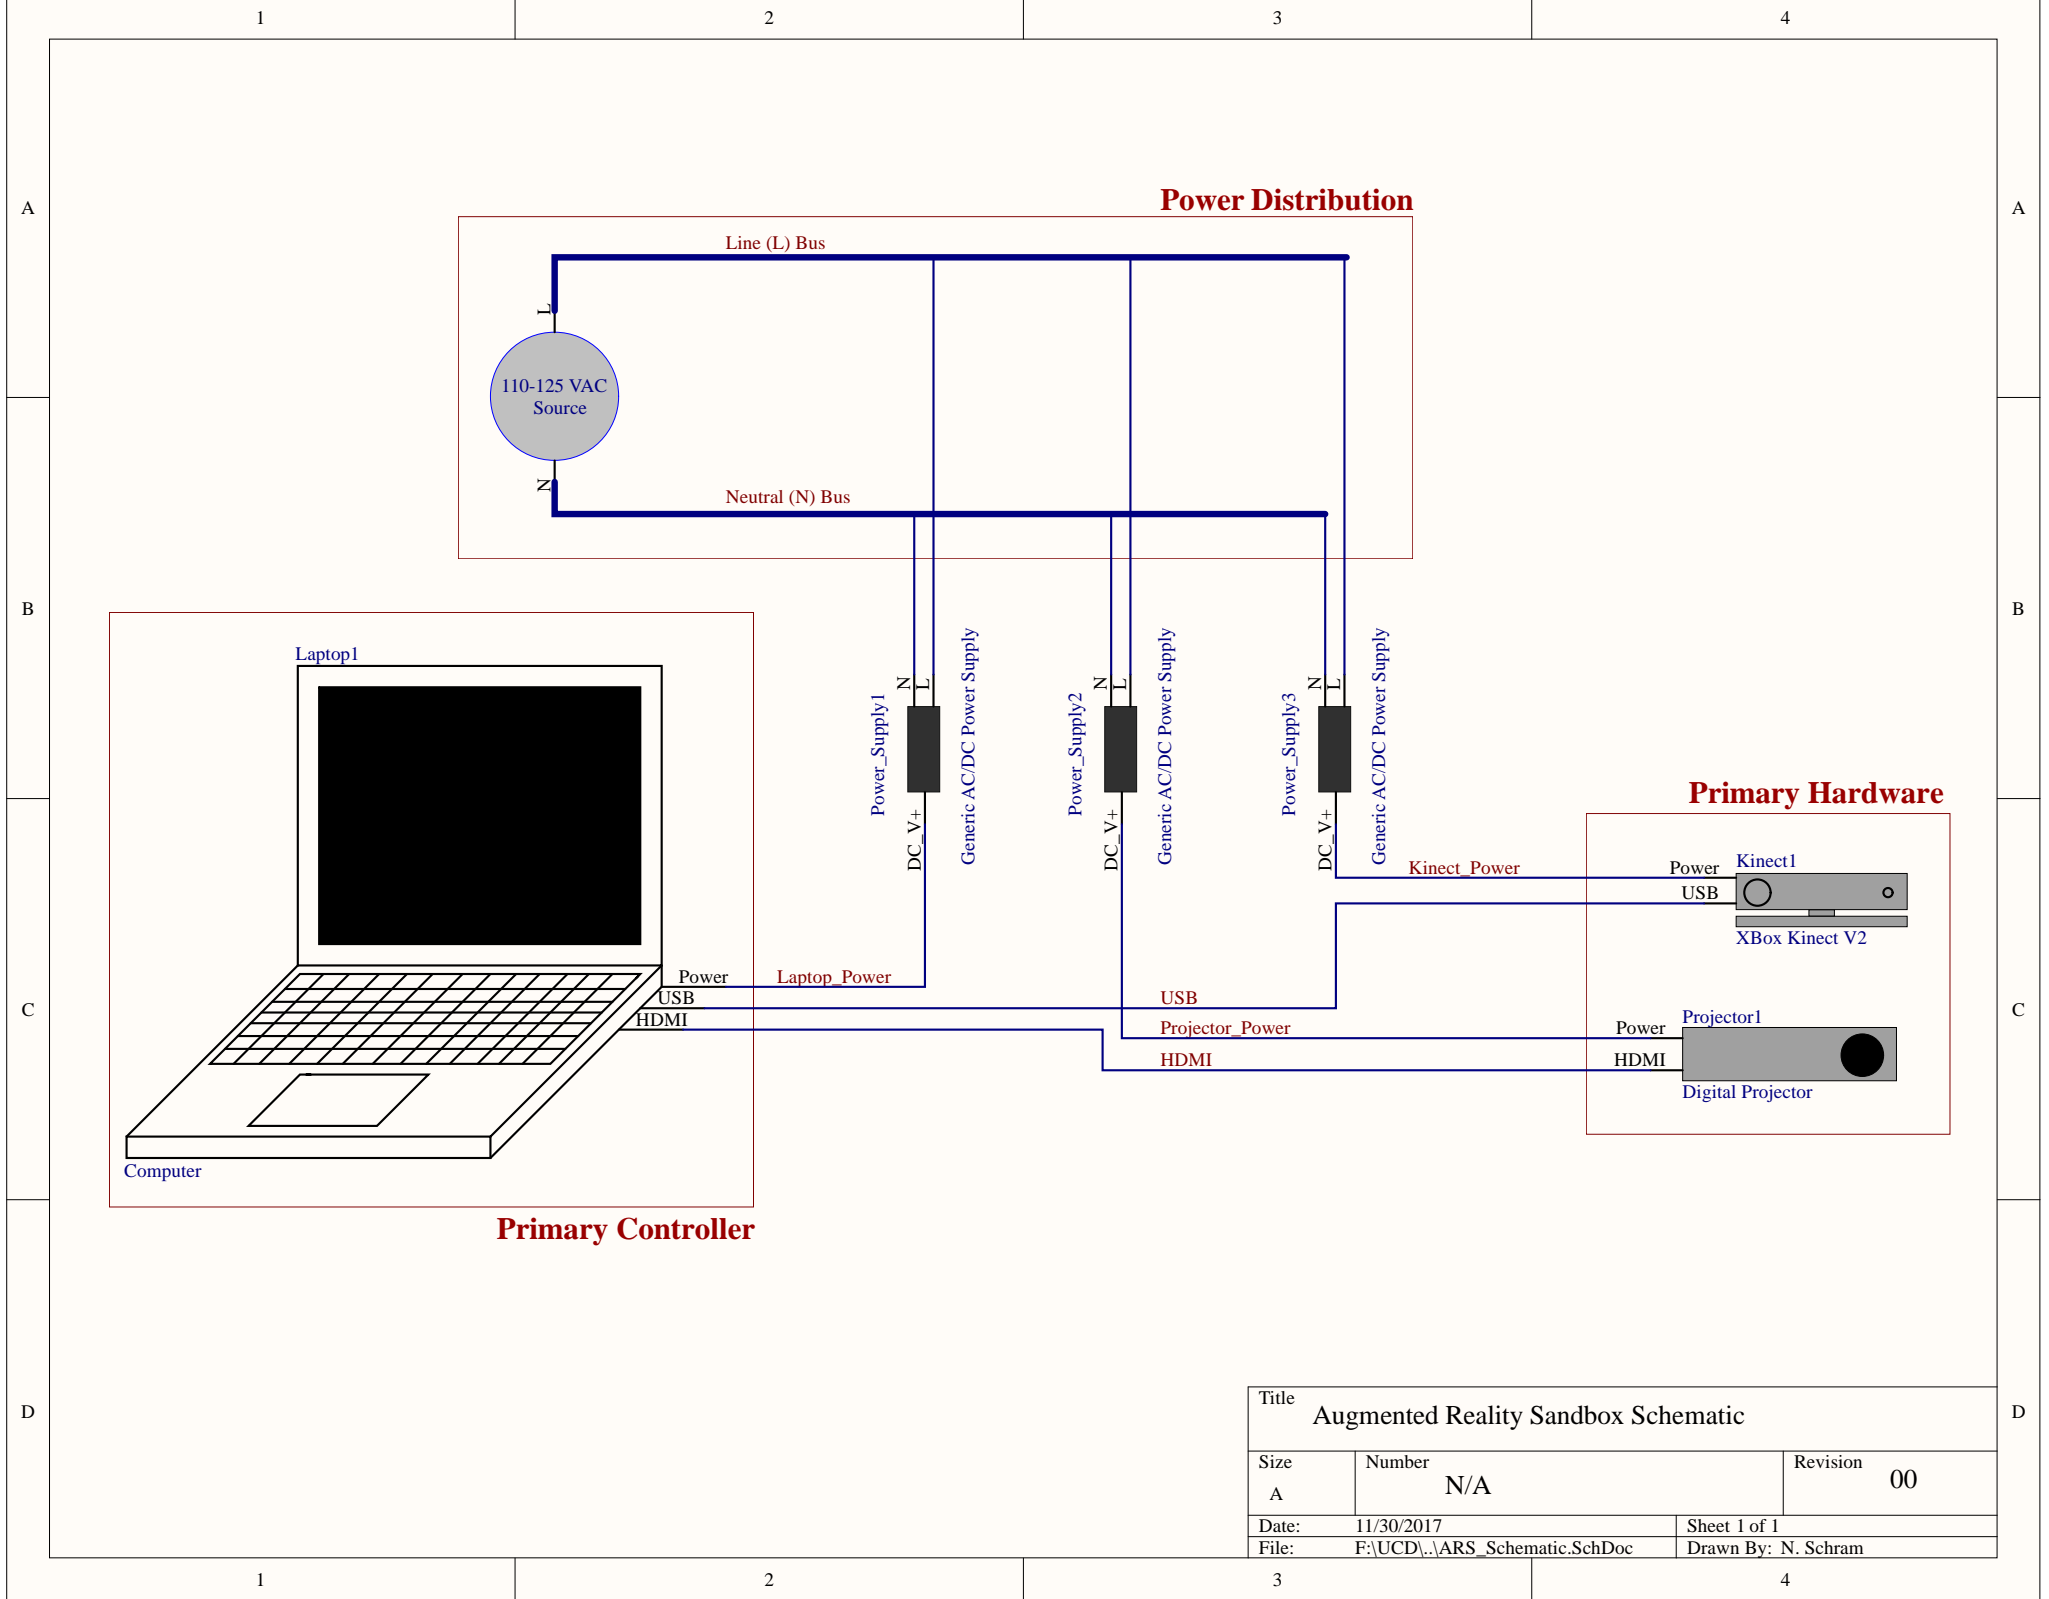 1
2
3
4
A
A
Power Distribution
Line (L) Bus
L
110-125 VAC
Source
N
Neutral (N) Bus
B
B
Laptop1
N
L
Power_Supply1
Generic AC/DC Power Supply
DC_V+
N
L
Power_Supply2
Generic AC/DC Power Supply
DC_V+
N
L
Power_Supply3
Generic AC/DC Power Supply
DC_V+
Primary Hardware
Kinect_Power
Power
Kinect1
USB
XBox Kinect V2
Power
Laptop_Power
USB
USB
HDMI
Projector_Power
HDMI
Projector1
Power
HDMI
Digital Projector
C
C
Computer
Primary Controller
D
D
Title
Augmented Reality Sandbox Schematic
Size
A
Number
N/A
Revision
00
Date: 11/30/2017
Sheet 1 of 1
File: F:\UCD\..\ARS_Schematic.SchDoc
Drawn By: N. Schram
1
2
3
4